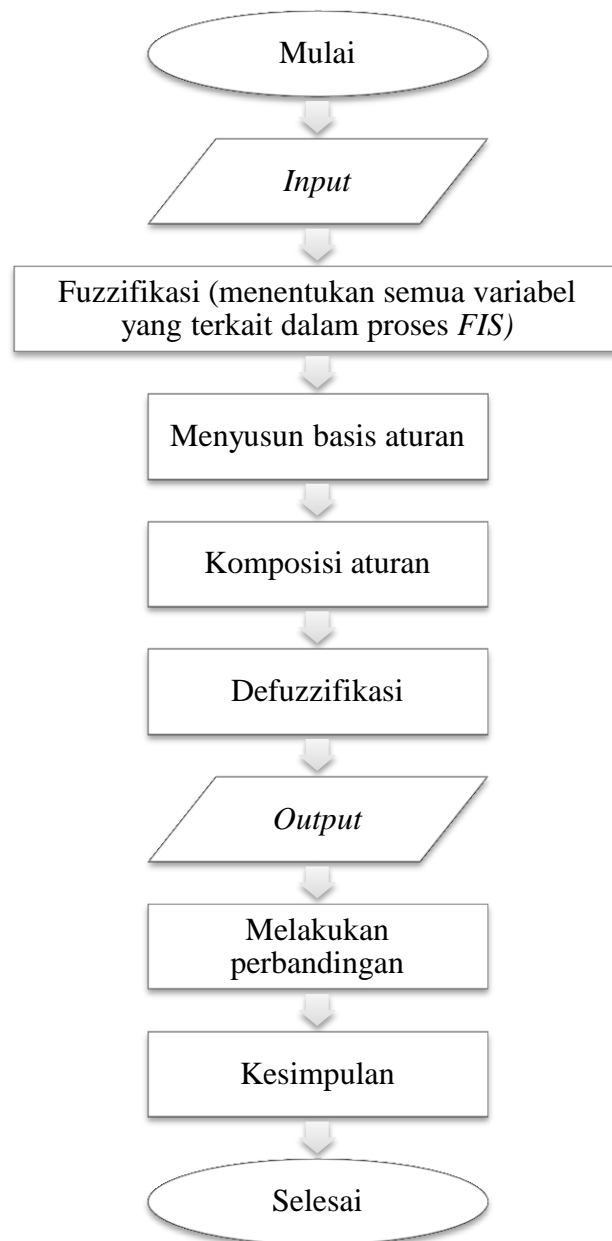 Mulai
Input
Fuzzifikasi (menentukan semua variabel
yang terkait dalam proses FIS)
Menyusun basis aturan
Komposisi aturan
Defuzzifikasi
Output
Melakukan
perbandingan
Kesimpulan
Selesai